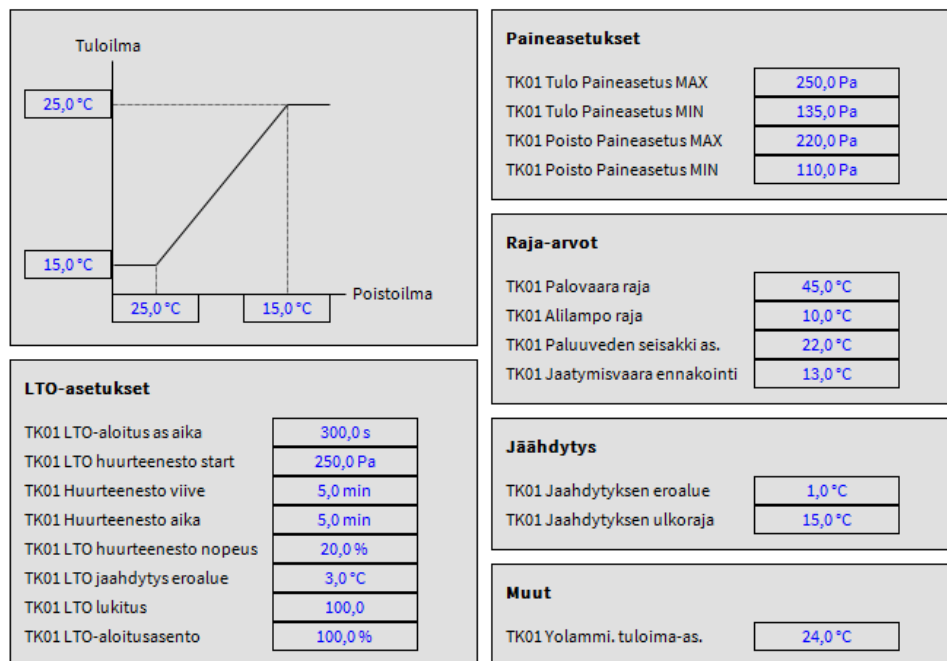 Tuloilma
25,0 °C
15,0 °C
25,0 °C
15,0 °C
Poistoilma
LTO-asetukset
TK01 LTO-aloitus as aika 300,0 s
TK01 LTO huurteenesto start 250,0 Pa
TK01 Huurteenesto viive 5,0 min
TK01 Huurteenesto aika 5,0 min
TK01 LTO huurteenesto nopeus 20,0 %
TK01 LTO jaahdytys eroalue 3,0 °C
TK01 LTO lukitus 100,0
TK01 LTO-aloitusasento 100,0 %
Paineasetukset
TK01 Tulo Paineasetus MAX 250,0 Pa
TK01 Tulo Paineasetus MIN 135,0 Pa
TK01 Poisto Paineasetus MAX 220,0 Pa
TK01 Poisto Paineasetus MIN 110,0 Pa
Raja-arvot
TK01 Palovaara raja 45,0 °C
TK01 Alilampo raja 10,0 °C
TK01 Paluuveden seisakki as. 22,0 °C
TK01 Jaatymisvaara ennakointi 13,0 °C
Jäähdytys
TK01 Jaahdytyksen eroalue 1,0 °C
TK01 Jaahdytyksen ulkoraja 15,0 °C
Muut
TK01 Yolammi. tuloima-as. 24,0 °C